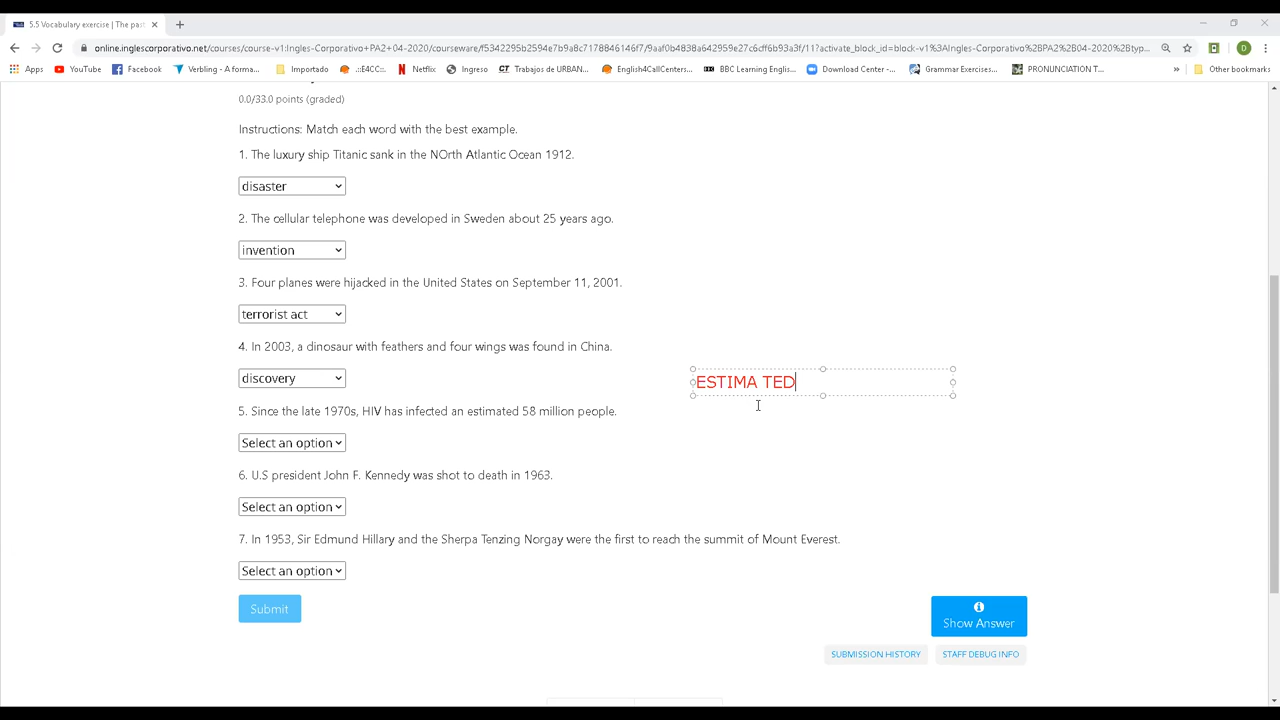 5.5 Vocabulary exercise | The pas
online.inglescorporativo.net/courses/course-v1:Ingles-Corporativo+PA2+04-2020/courseware/f5342295b2594e7b9a8c7178846146f7/9aaf0b4838a642959e27c6cff6b93a3f/11?activate_block_id=block-v1%3AIngles-Corporativo%2BPA2%2B04-2020%2Btyp...
D
Apps YouTube Facebook Verbling - A forma... Importado .:::E4CC::. Netflix Ingreso CT Trabajos de URBAN... English4CallCenters... BBC Learning Englis... Download Center -... Grammar Exercises... PRONUNCIATION T... » Other bookmarks
0.0/33.0 points (graded)
Instructions: Match each word with the best example.
1. The luxury ship Titanic sank in the NOrth Atlantic Ocean 1912.
disaster
2. The cellular telephone was developed in Sweden about 25 years ago.
invention
3. Four planes were hijacked in the United States on September 11, 2001.
terrorist act
4. In 2003, a dinosaur with feathers and four wings was found in China.
discovery
ESTIMA TED
5. Since the late 1970s, HIV has infected an estimated 58 million people.
Select an option
6. U.S president John F. Kennedy was shot to death in 1963.
Select an option
7. In 1953, Sir Edmund Hillary and the Sherpa Tenzing Norgay were the first to reach the summit of Mount Everest.
Select an option
Submit
Show Answer
SUBMISSION HISTORY STAFF DEBUG INFO